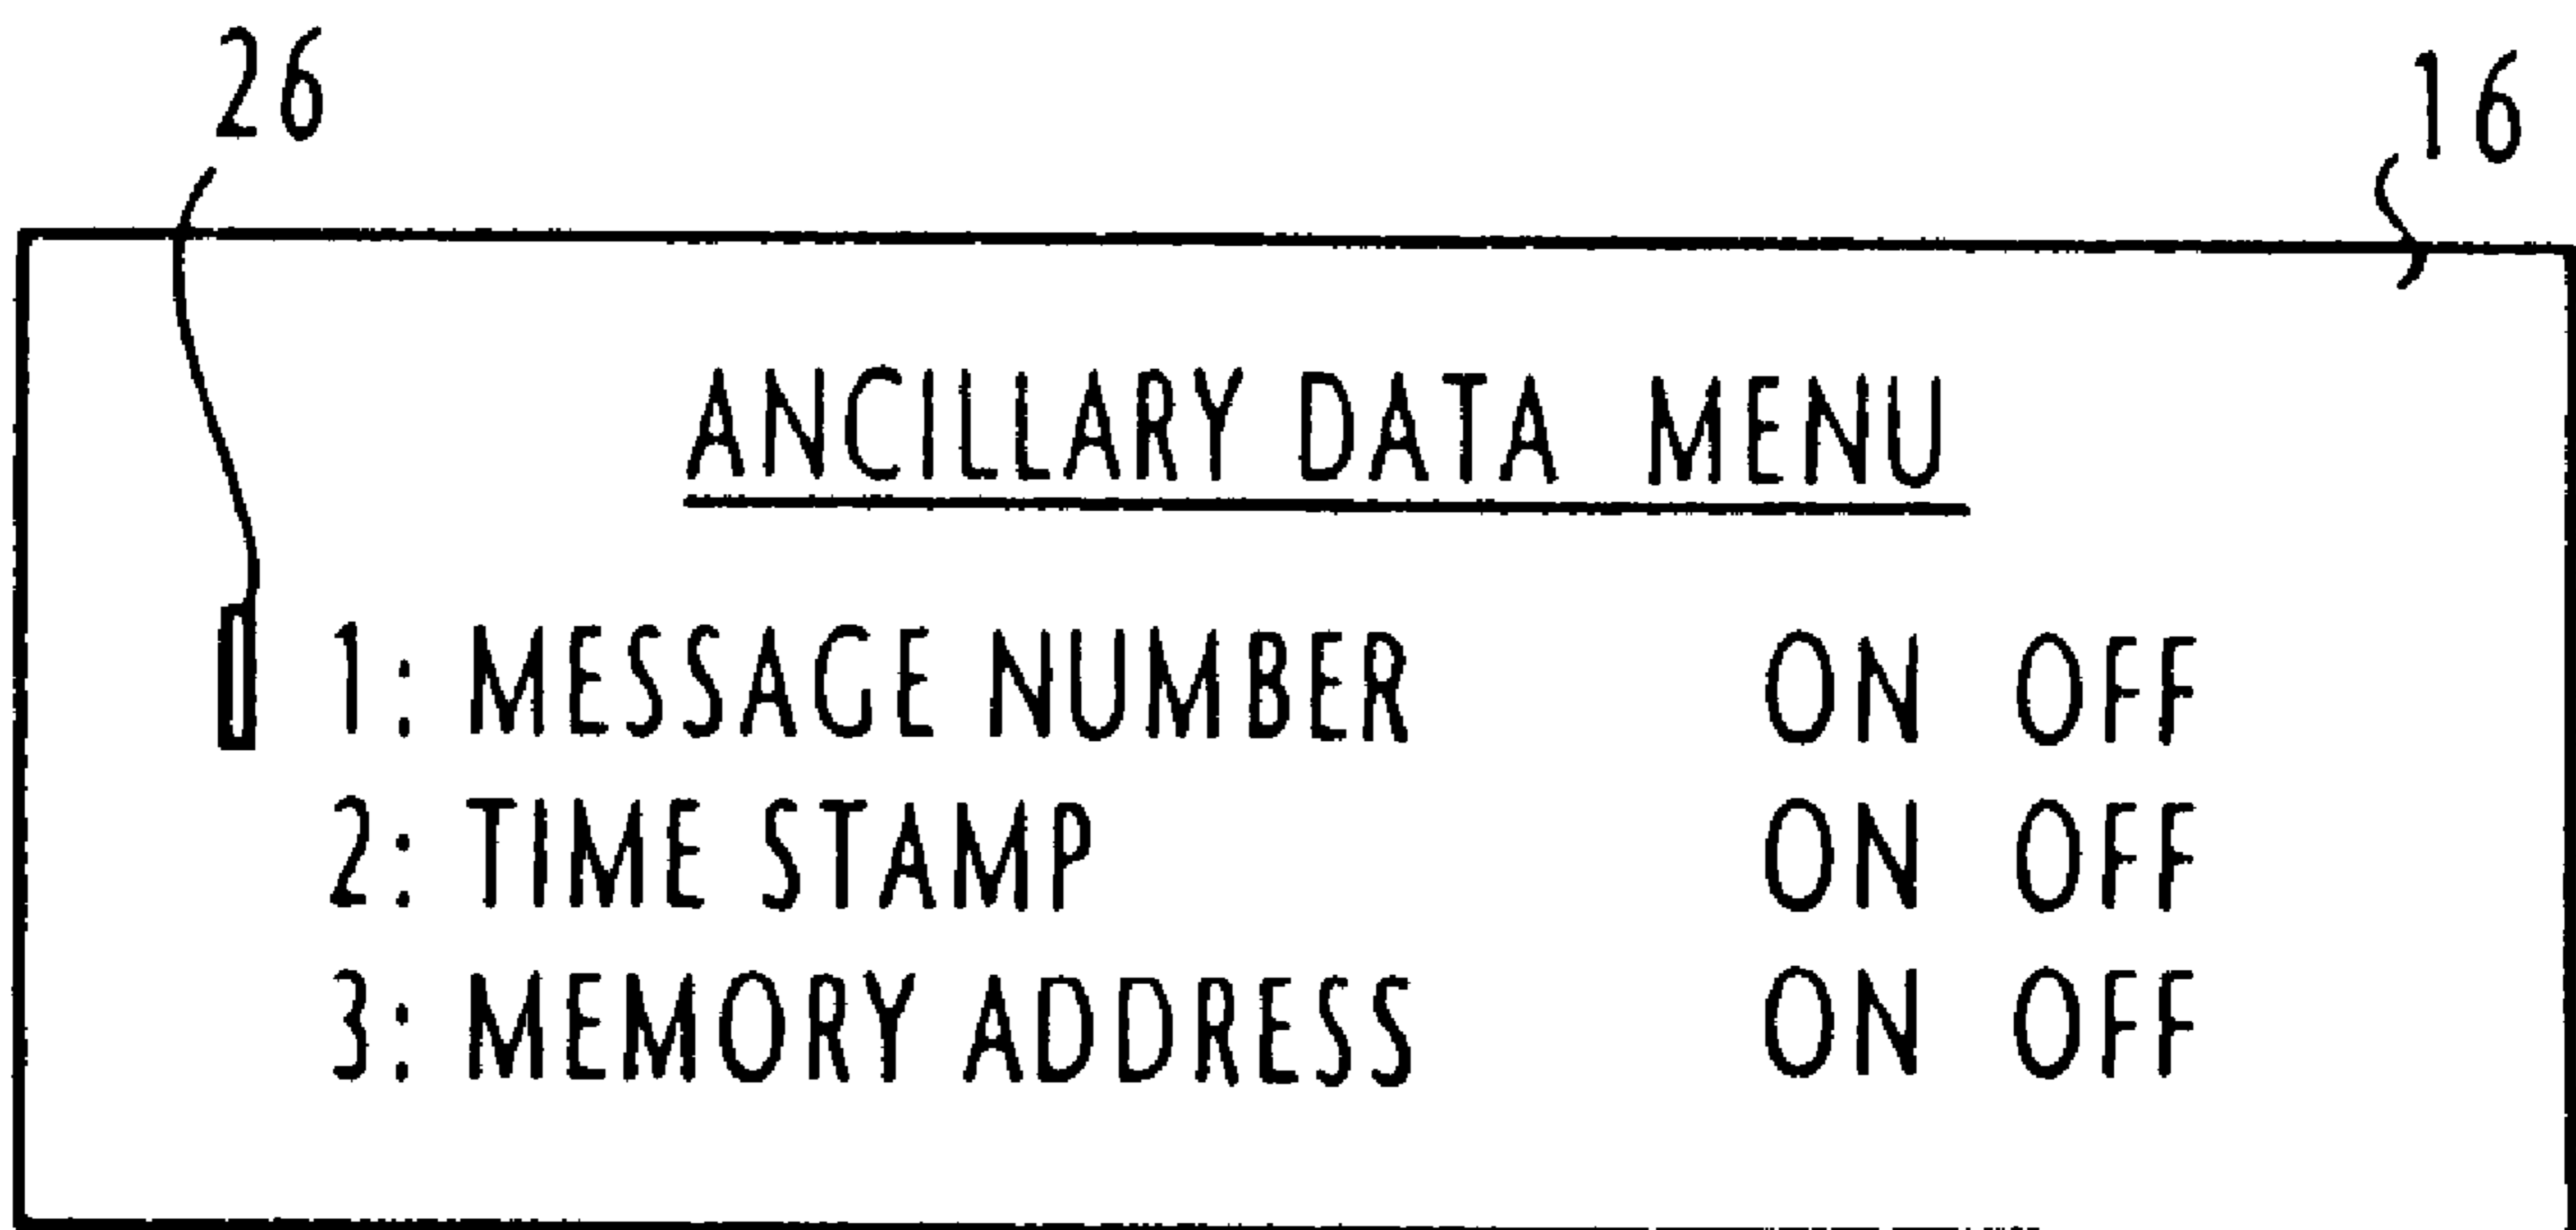 26 16
ANCILLARY DATA MENU
1: MESSAGE NUMBER ON OFF
2: TIME STAMP ON OFF
3: MEMORY ADDRESS ON OFF